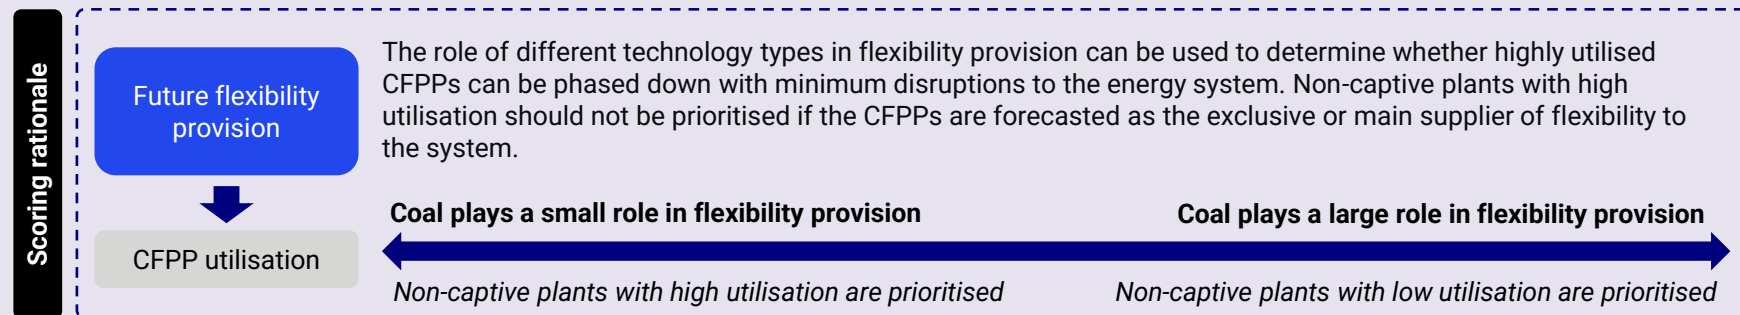 Scoring rationale
Future flexibility
provision
CFPP utilisation
The role of different technology types in flexibility provision can be used to determine whether highly utilised
CFPPs can be phased down with minimum disruptions to the energy system. Non-captive plants with high
utilisation should not be prioritised if the CFPPs are forecasted as the exclusive or main supplier of flexibility to
the system.
Coal plays a small role in flexibility provision
Coal plays a large role in flexibility provision
Non-captive plants with high utilisation are prioritised
Non-captive plants with low utilisation are prioritised